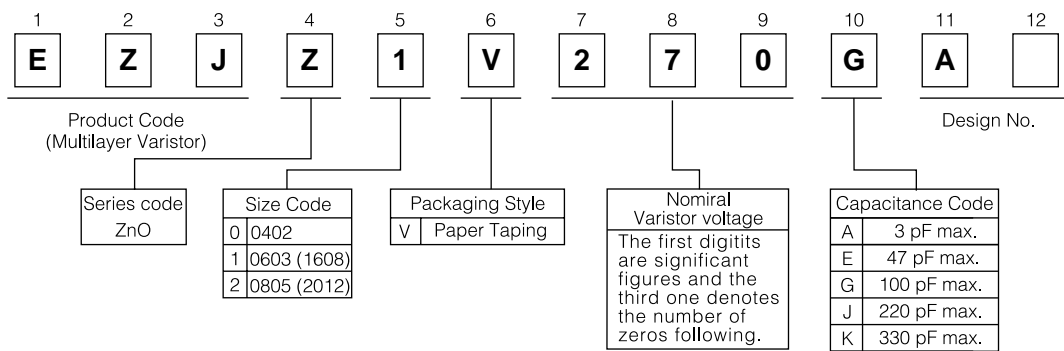 1 2 3 4 5 6 7 8 9 10 11 12
E Z J Z 1 V 2 7 0 G A
Product Code
(Multilayer Varistor)
Design No.
Series code
ZnO
Size Code
0 0402
1 0603 (1608)
2 0805 (2012)
Packaging Style
V Paper Taping
Nomiral
Varistor voltage
The first digitits
are significant
figures and the
third one denotes
the number of
zeros following.
Capacitance Code
A 3 pF max.
E 47 pF max.
G 100 pF max.
J 220 pF max.
K 330 pF max.